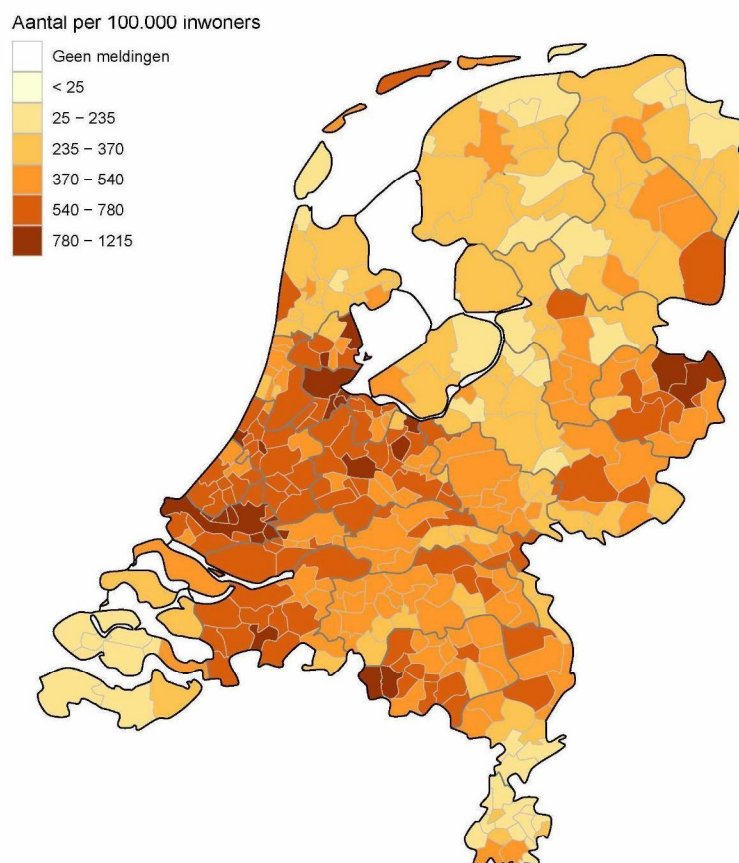 Aantal per 100.000 inwoners
Geen meldingen
< 25
25 − 235
235 − 370
370 − 540
540 − 780
780 − 1215